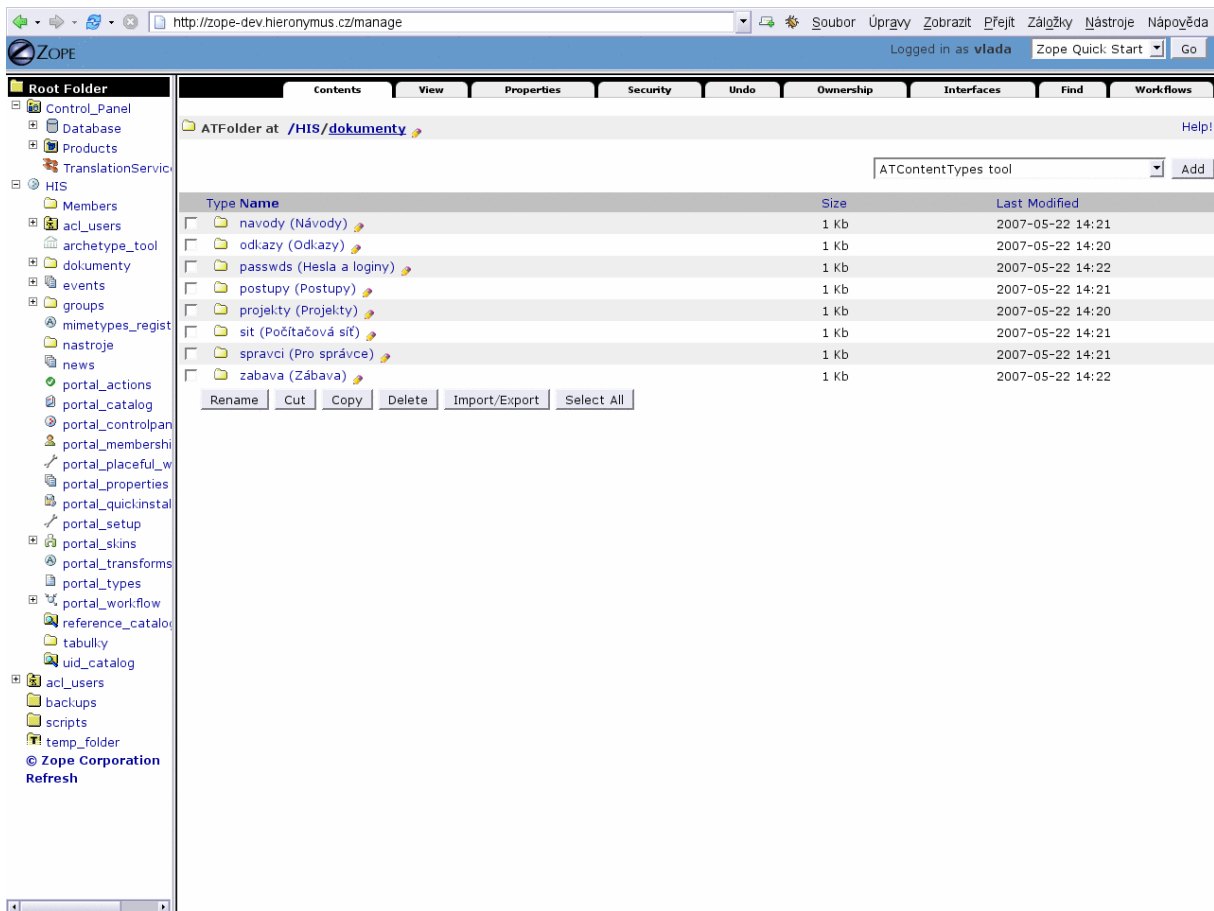 http://zope-dev.hieronymus.cz/manage Soubor Úpravy Zobrazit Přejít Záložky Nástroje Nápověda
ZOPE Logged in as vlada Zope Quick Start Go
Root Folder
Control_Panel
Database
Products
TranslationServic
HIS
Members
acl_users
archetype_tool
dokumenty
events
groups
mimetypes_regist
nastroje
news
portal_actions
portal_catalog
portal_controlpan
portal_membershi
portal_placeful_w
portal_properties
portal_quickinstal
portal_setup
portal_skins
portal_transforms
portal_types
portal_workflow
reference_catalog
tabulky
uid_catalog
acl_users
backups
scripts
temp_folder
© Zope Corporation
Refresh
Contents View Properties Security Undo Ownership Interfaces Find Workflows
ATFolder at /HIS/dokumenty Help!
ATContentTypes tool Add
Type Name Size Last Modified
navody (Návody) 1 Kb 2007-05-22 14:21
odkazy (Odkazy) 1 Kb 2007-05-22 14:20
passwds (Hesla a loginy) 1 Kb 2007-05-22 14:22
postupy (Postupy) 1 Kb 2007-05-22 14:21
projekty (Projekty) 1 Kb 2007-05-22 14:20
sit (Počítačová síť) 1 Kb 2007-05-22 14:21
spravci (Pro správce) 1 Kb 2007-05-22 14:21
zabava (Zábava) 1 Kb 2007-05-22 14:22
Rename Cut Copy Delete Import/Export Select All